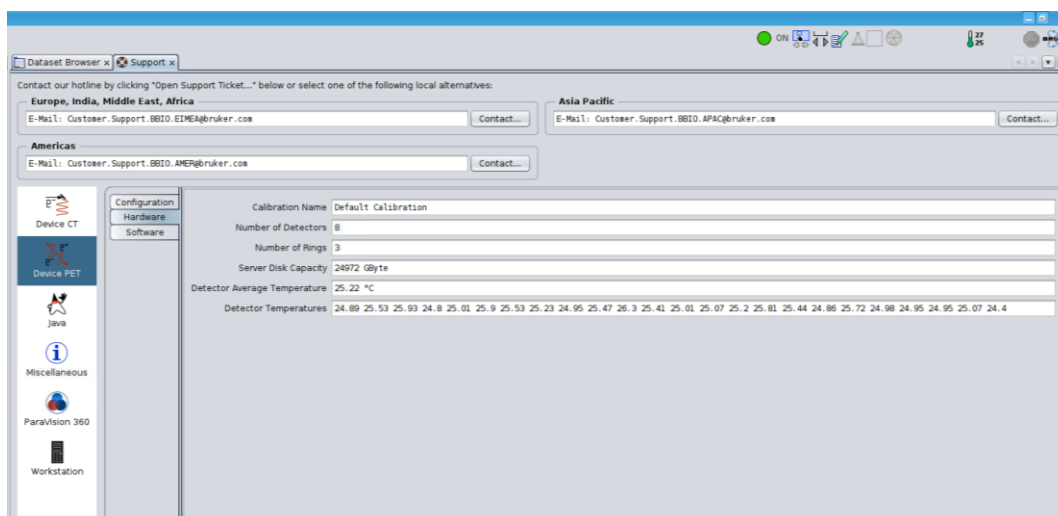 ON
27
25
Dataset Browser x
Support x
Contact our hotline by clicking "Open Support Ticket..." below or select one of the following local alternatives:
Europe, India, Middle East, Africa
E-Mail: Customer.Support.BBIO.EIMEA@bruker.com
Contact...
Asia Pacific
E-Mail: Customer.Support.BBIO.APAC@bruker.com
Contact...
Americas
E-Mail: Customer.Support.BBIO.AMER@bruker.com
Contact...
Device CT
Device PET
Java
Miscellaneous
ParaVision 360
Workstation
Configuration
Hardware
Software
Calibration Name Default Calibration
Number of Detectors 8
Number of Rings 3
Server Disk Capacity 24972 GByte
Detector Average Temperature 25.22 °C
Detector Temperatures 24.89 25.53 25.93 24.8 25.01 25.9 25.53 25.23 24.95 25.47 26.3 25.41 25.01 25.07 25.2 25.81 25.44 24.86 25.72 24.98 24.95 24.95 25.07 24.4